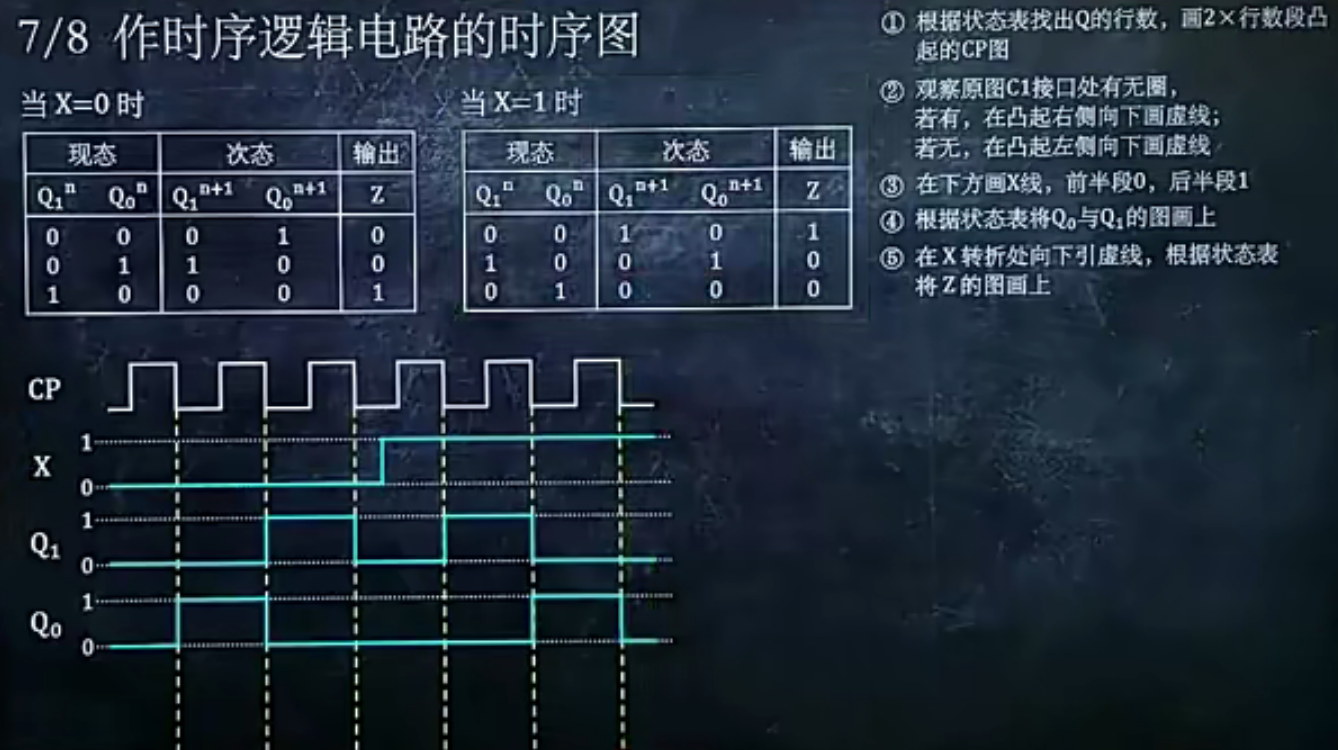 7/8 作时序逻辑电路的时序图
当 X=0 时
现态 次态 输出
Q₁ⁿ Q₀ⁿ Q₁ⁿ⁺¹ Q₀ⁿ⁺¹ Z
0 0 0 1 0
0 1 1 0 0
1 0 0 0 1
当 X=1 时
现态 次态 输出
Q₁ⁿ Q₀ⁿ Q₁ⁿ⁺¹ Q₀ⁿ⁺¹ Z
0 0 1 0 1
1 0 0 1 0
0 1 0 0 0
① 根据状态表找出Q的行数，画2×行数段凸
起的CP图
② 观察原图C1接口处有无圈，
若有，在凸起右侧向下画虚线；
若无，在凸起左侧向下画虚线
③ 在下方画X线，前半段0，后半段1
④ 根据状态表将Q₀与Q₁的图画上
⑤ 在X转折处向下引虚线，根据状态表
将Z的图画上
CP
1
X
0
1
Q₁
0
1
Q₀
0